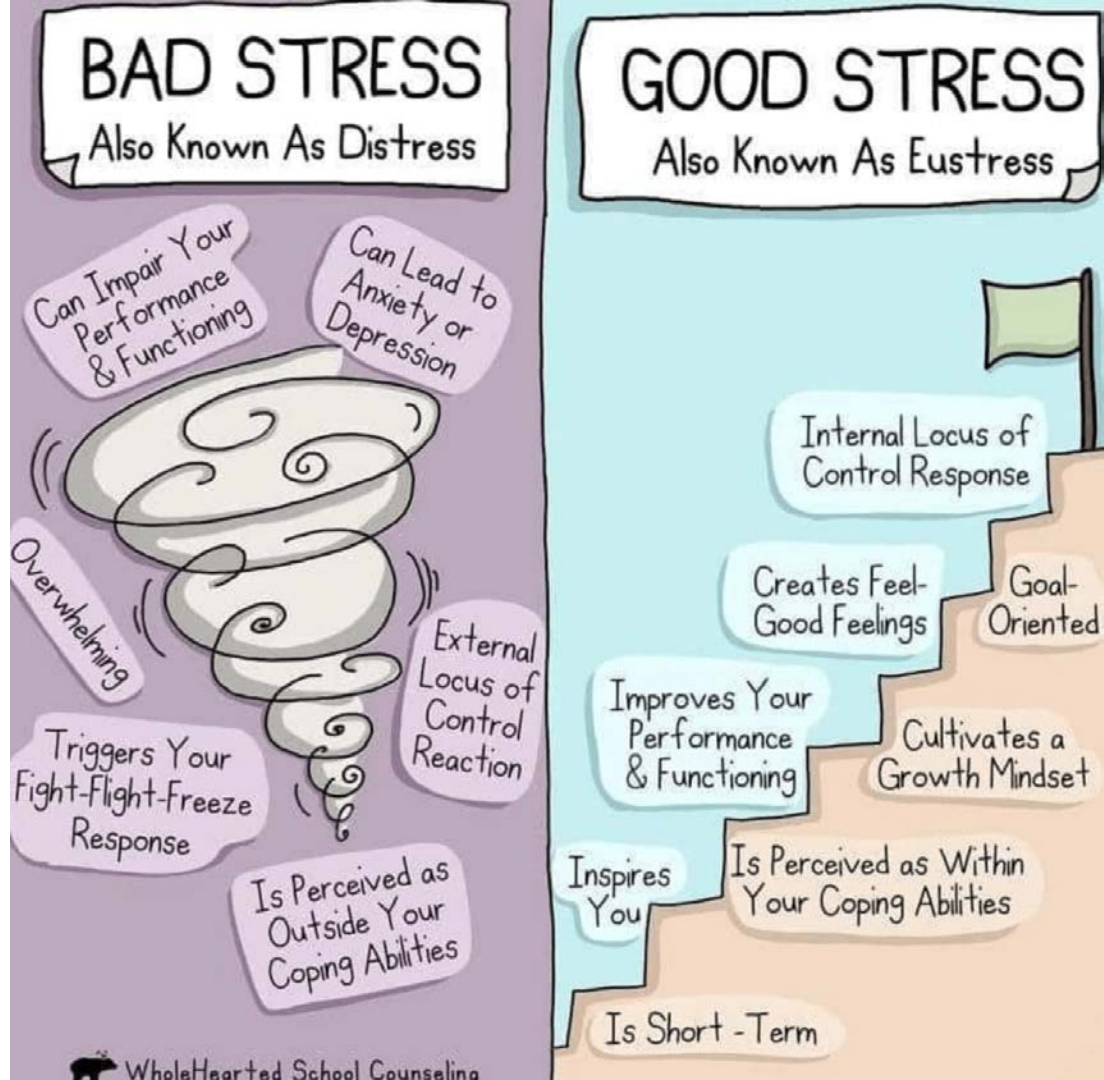 BAD STRESS
Also Known As Distress
Can Impair Your
Performance
& Functioning
Can Lead to
Anxiety or
Depression
Overwhelming
External
Locus of
Control
Reaction
Triggers Your
Fight-Flight-Freeze
Response
Is Perceived as
Outside Your
Coping Abilities
WholeHearted School Counseling
GOOD STRESS
Also Known As Eustress
Internal Locus of
Control Response
Creates Feel-
Good Feelings
Goal-
Oriented
Improves Your
Performance
& Functioning
Cultivates a
Growth Mindset
Inspires
You
Is Perceived as Within
Your Coping Abilities
Is Short-Term